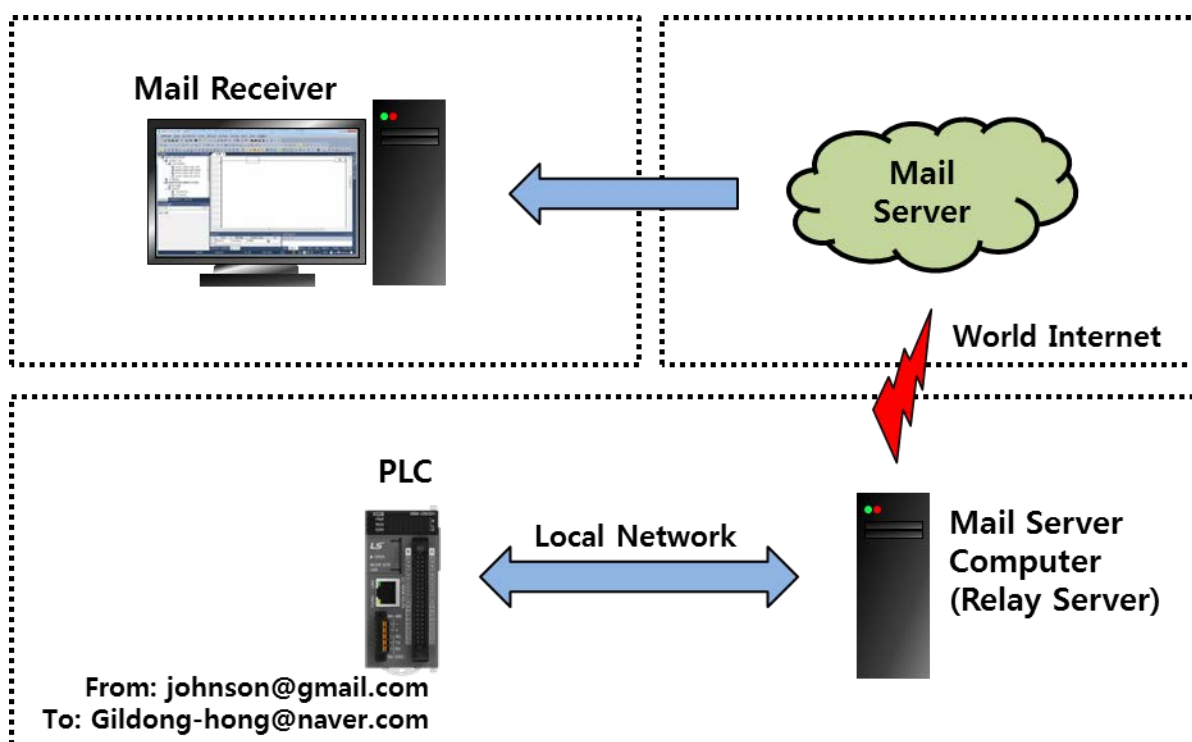 Mail Receiver
Mail
Server
World Internet
PLC
LS
Local Network
Mail Server
Computer
(Relay Server)
From: johnson@gmail.com
To: Gildong-hong@naver.com